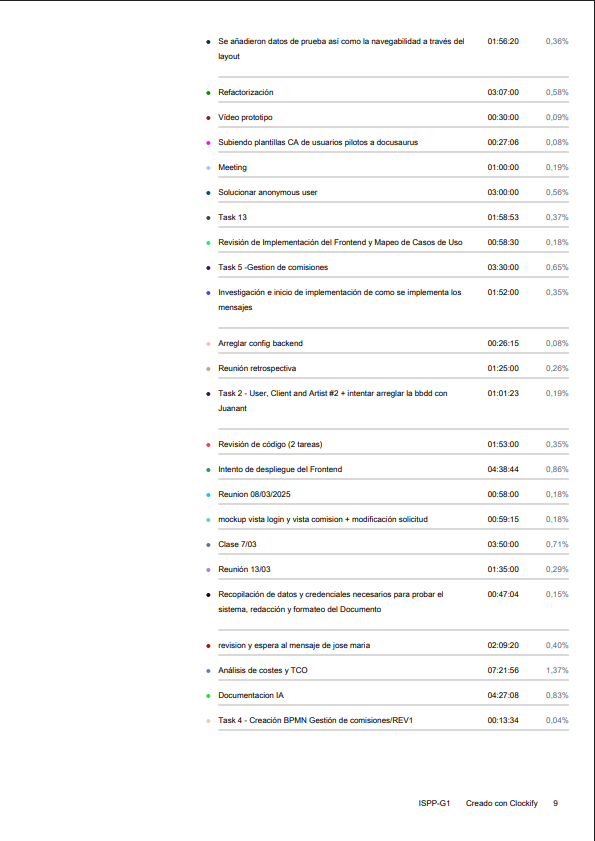 Se añadieron datos de prueba así como la navegabilidad a través del 01:56:20 0,36%
layout
Refactorización 03:07:00 0,58%
Vídeo prototipo 00:30:00 0,09%
Subiendo plantillas CA de usuarios pilotos a docusaurus 00:27:06 0,08%
Meeting 01:00:00 0,19%
Solucionar anonymous user 03:00:00 0,56%
Task 13 01:58:53 0,37%
Revisión de Implementación del Frontend y Mapeo de Casos de Uso 00:58:30 0,18%
Task 5 -Gestion de comisiones 03:30:00 0,65%
Investigación e inicio de implementación de como se implementa los 01:52:00 0,35%
mensajes
Arreglar config backend 00:26:15 0,08%
Reunión retrospectiva 01:25:00 0,26%
Task 2 - User, Client and Artist #2 + intentar arreglar la bbdd con 01:01:23 0,19%
Juanant
Revisión de código (2 tareas) 01:53:00 0,35%
Intento de despliegue del Frontend 04:38:44 0,86%
Reunion 08/03/2025 00:58:00 0,18%
mockup vista login y vista comision + modificación solicitud 00:59:15 0,18%
Clase 7/03 03:50:00 0,71%
Reunión 13/03 01:35:00 0,29%
Recopilación de datos y credenciales necesarios para probar el 00:47:04 0,15%
sistema, redacción y formateo del Documento
revision y espera al mensaje de jose maria 02:09:20 0,40%
Análisis de costes y TCO 07:21:56 1,37%
Documentacion IA 04:27:08 0,83%
Task 4 - Creación BPMN Gestión de comisiones/REV1 00:13:34 0,04%
ISPP-G1 Creado con Clockify 9